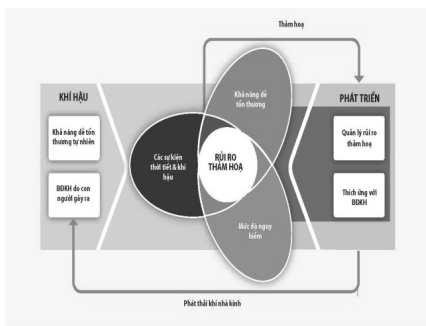 Thảm hoạ
KHÍ HẬU
Khả năng dễ tổn
thương tự nhiên
BĐKH do con
người gây ra
Các sự kiện
thời tiết & khí
hậu
Khả năng dễ
tổn thương
RỦI RO
THẢM HOẠ
Mức độ nguy
hiểm
PHÁT TRIỂN
Quản lý rủi ro
thảm hoạ
Thích ứng với
BĐKH
Phát thải khí nhà kính